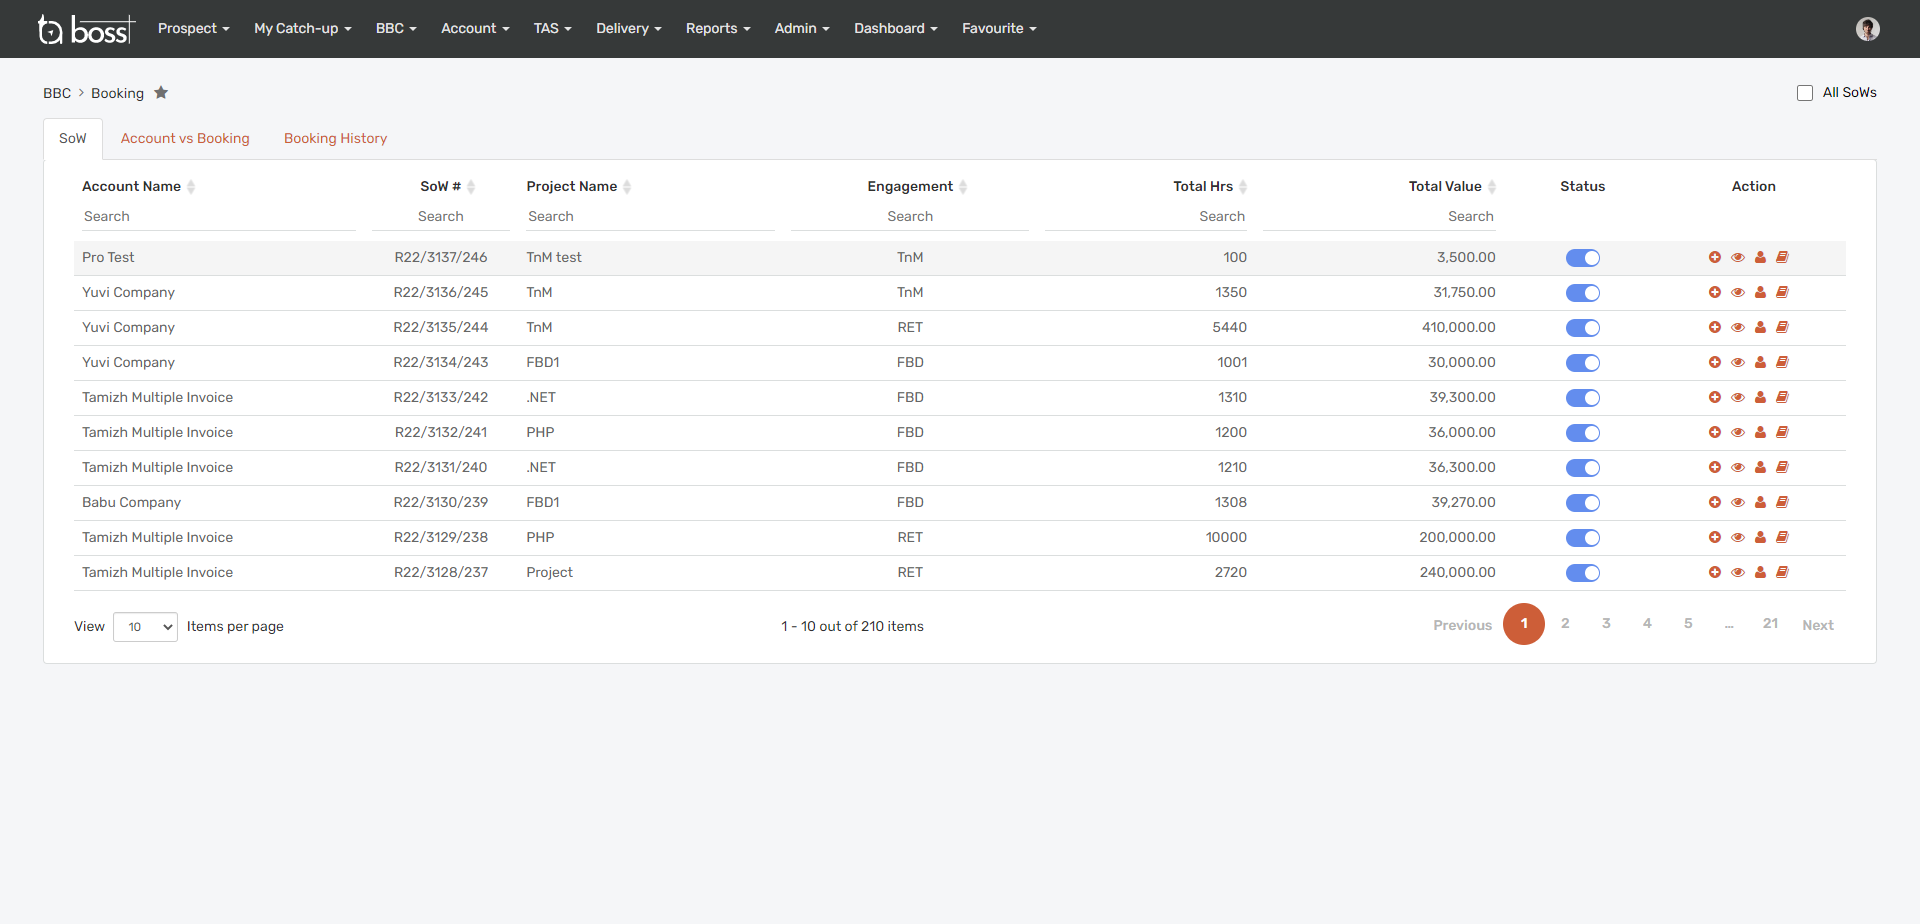 ta boss Prospect My Catch-up BBC Account TAS Delivery Reports Admin Dashboard Favourite
BBC > Booking All SoWs
SoW Account vs Booking Booking History
Account Name SoW # Project Name Engagement Total Hrs Total Value Status Action
Search Search Search Search Search Search
Pro Test R22/3137/246 TnM test TnM 100 3,500.00
Yuvi Company R22/3136/245 TnM TnM 1350 31,750.00
Yuvi Company R22/3135/244 TnM RET 5440 410,000.00
Yuvi Company R22/3134/243 FBD1 FBD 1001 30,000.00
Tamizh Multiple Invoice R22/3133/242 .NET FBD 1310 39,300.00
Tamizh Multiple Invoice R22/3132/241 PHP FBD 1200 36,000.00
Tamizh Multiple Invoice R22/3131/240 .NET FBD 1210 36,300.00
Babu Company R22/3130/239 FBD1 FBD 1308 39,270.00
Tamizh Multiple Invoice R22/3129/238 PHP RET 10000 200,000.00
Tamizh Multiple Invoice R22/3128/237 Project RET 2720 240,000.00
View 10 Items per page 1 - 10 out of 210 items Previous 1 2 3 4 5 ... 21 Next